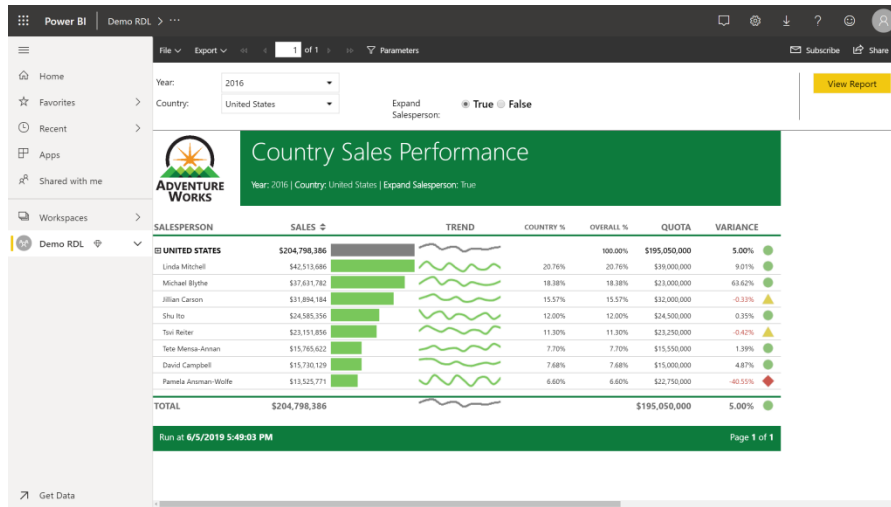 Power BI Demo RDL > ···
File Export 1 of 1 Parameters Subscribe Share
Home
Favorites
Recent
Apps
Shared with me
Workspaces
Demo RDL
Get Data
Year: 2016
Country: United States
Expand Salesperson: True False
View Report
ADVENTURE
WORKS
Country Sales Performance
Year: 2016 | Country: United States | Expand Salesperson: True
SALESPERSON SALES TREND COUNTRY % OVERALL % QUOTA VARIANCE
UNITED STATES $204,798,386 100.00% $195,050,000 5.00%
Linda Mitchell $42,513,686 20.76% 20.76% $39,000,000 9.01%
Michael Blythe $37,631,782 18.38% 18.38% $23,000,000 63.62%
Jillian Carson $31,894,184 15.57% 15.57% $32,000,000 -0.33%
Shu Ito $24,585,356 12.00% 12.00% $24,500,000 0.35%
Tsvi Reiter $23,151,856 11.30% 11.30% $23,250,000 -0.42%
Tete Mensa-Annan $15,765,622 7.70% 7.70% $15,550,000 1.39%
David Campbell $15,730,129 7.68% 7.68% $15,000,000 4.87%
Pamela Ansman-Wolfe $13,525,771 6.60% 6.60% $22,750,000 -40.55%
TOTAL $204,798,386 $195,050,000 5.00%
Run at 6/5/2019 5:49:03 PM Page 1 of 1